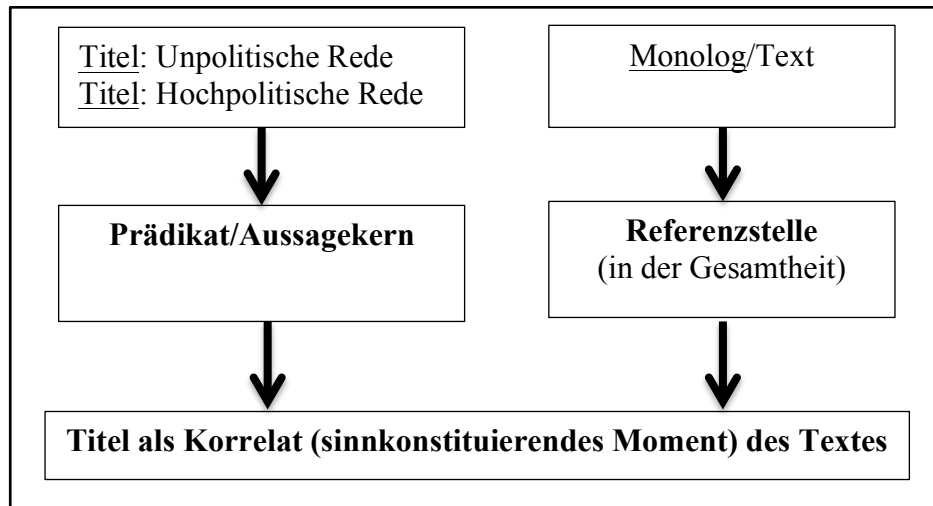 Titel: Unpolitische Rede
Titel: Hochpolitische Rede
Monolog/Text
Prädikat/Aussagekern
Referenzstelle
(in der Gesamtheit)
Titel als Korrelat (sinnkonstituierendes Moment) des Textes